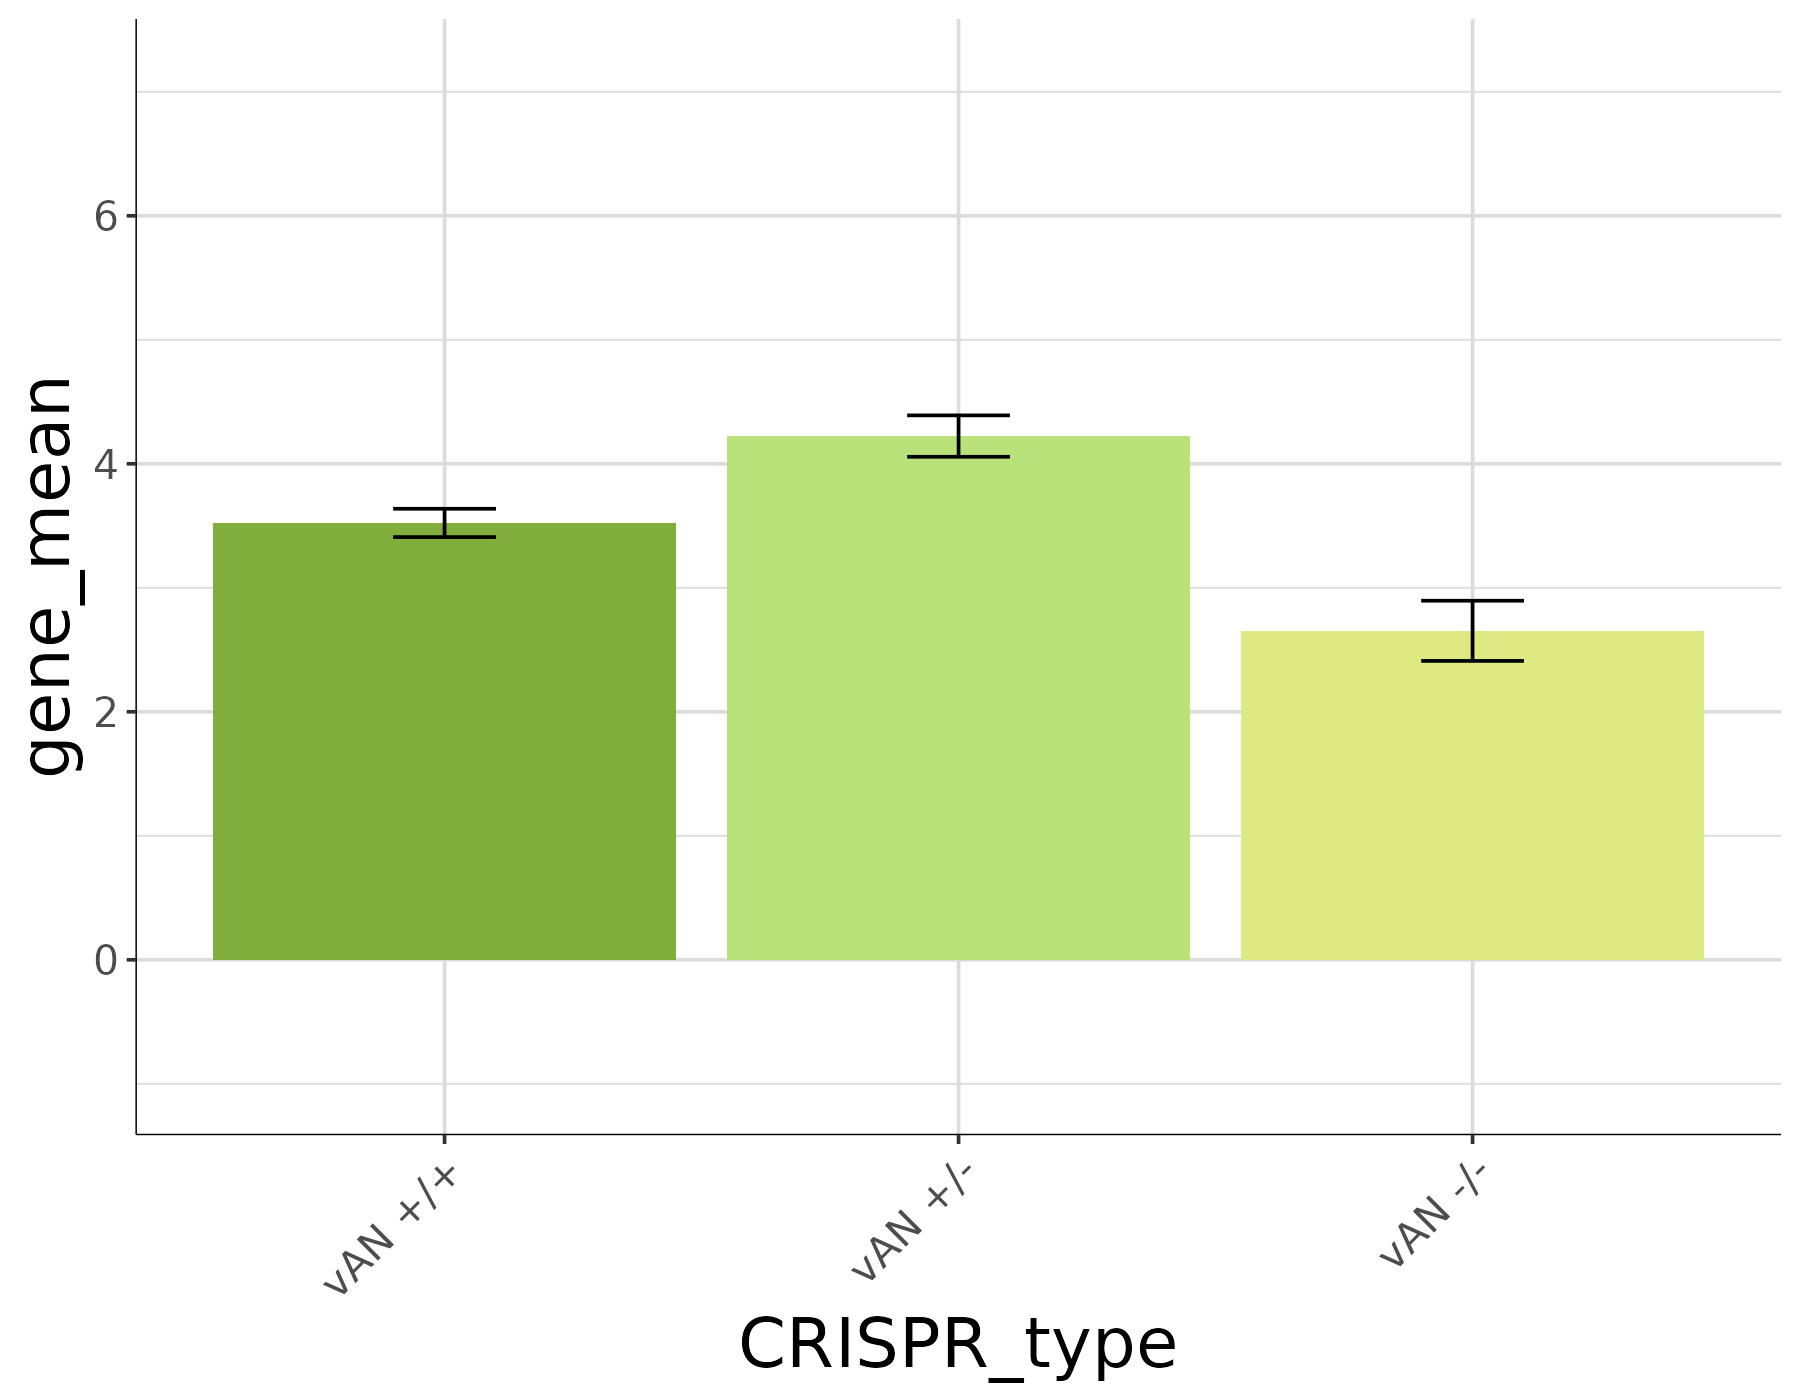 gene_mean
6
4
2
0
vAN +/+
vAN +/-
vAN -/-
CRISPR_type